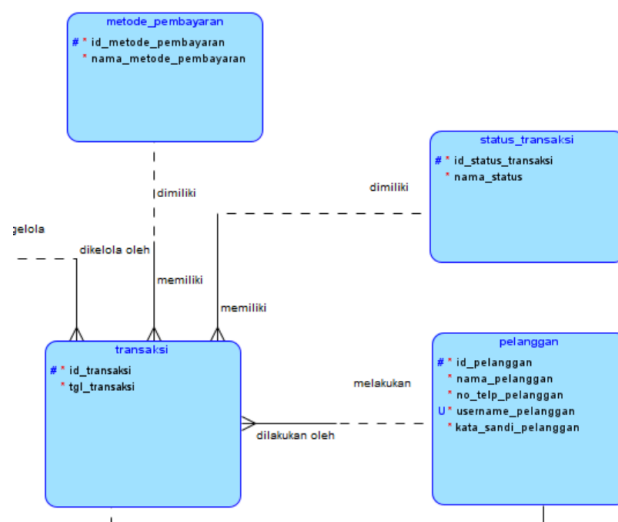 metode_pembayaran
# * id_metode_pembayaran
* nama_metode_pembayaran
status_transaksi
# * id_status_transaksi
* nama_status
dimiliki
dimiliki
gelola
dikelola oleh
memiliki
memiliki
transaksi
# * id_transaksi
* tgl_transaksi
melakukan
dilakukan oleh
pelanggan
# * id_pelanggan
* nama_pelanggan
* no_telp_pelanggan
U * username_pelanggan
* kata_sandi_pelanggan